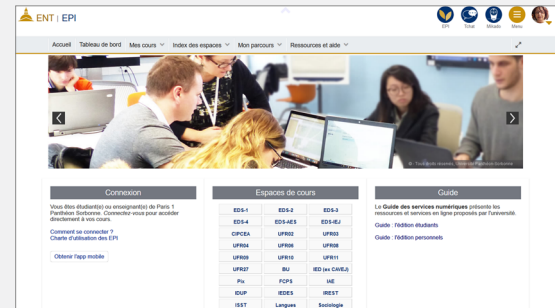 ENT | EPI
EPI Total Meads Menu
Accueil Tableau de bord Mes cours Index des espaces Mon parcours Ressources et aide
Connexion
Vous êtes étudiant(e) ou enseignant(e) de Paris 1
Panthéon Sorbonne. Connectez-vous pour accéder
directement à vos cours.
Comment se connecter ?
Charte d'utilisation des EPI
Obtenir l'app mobile
Espaces de cours
EDS-1 EDS-2 EDS-3
EDS-4 EDS-AES EDS-IEJ
CIPCEA UFR02 UFR03
UFR04 UFR06 UFR08
UFR09 UFR10 UFR11
UFR27 BU IED (ex CAVEJ)
Pix FCPS IAE
IDUP IEDES IREST
ISST Langues Sociologie
Guide
Le Guide des services numériques présente les
ressources et services en ligne proposés par l'université.
Guide : l'édition étudiants
Guide : l'édition personnels